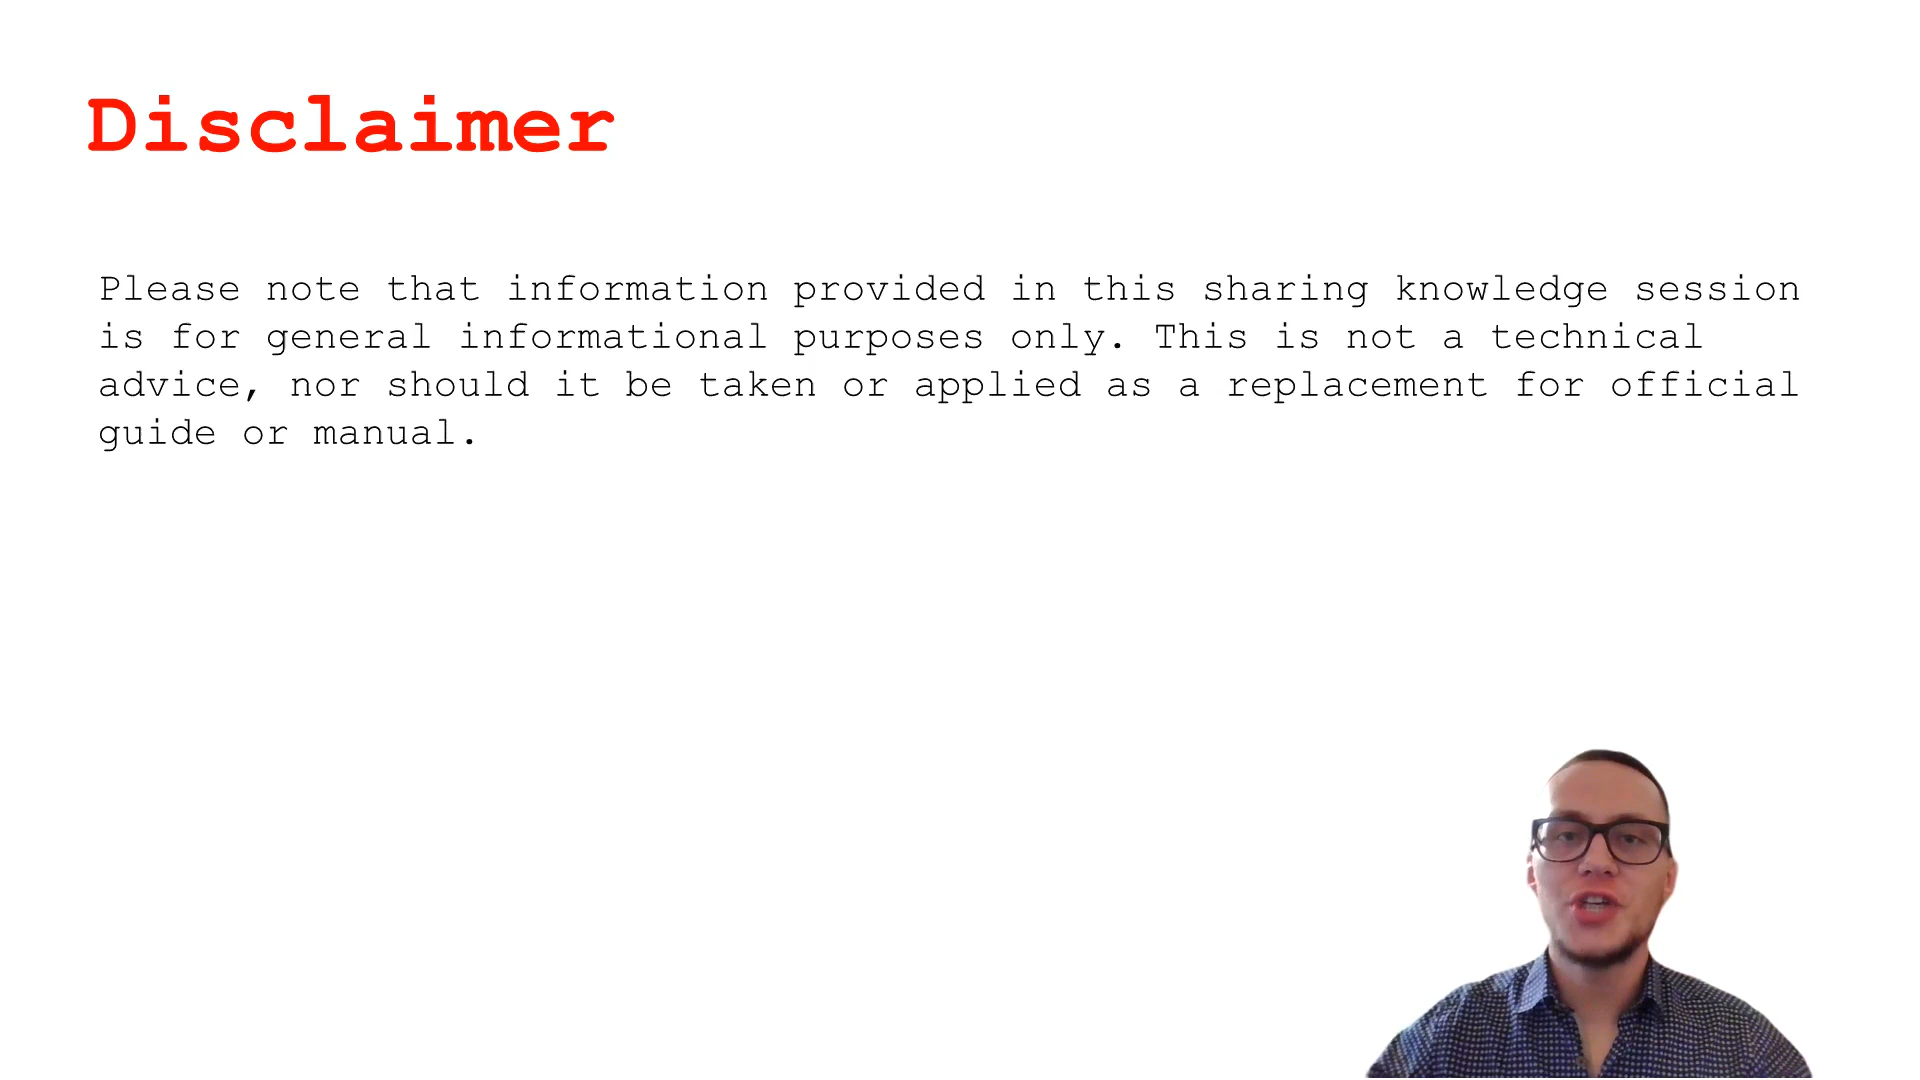 Disclaimer
Please note that information provided in this sharing knowledge session
is for general informational purposes only. This is not a technical
advice, nor should it be taken or applied as a replacement for official
guide or manual.